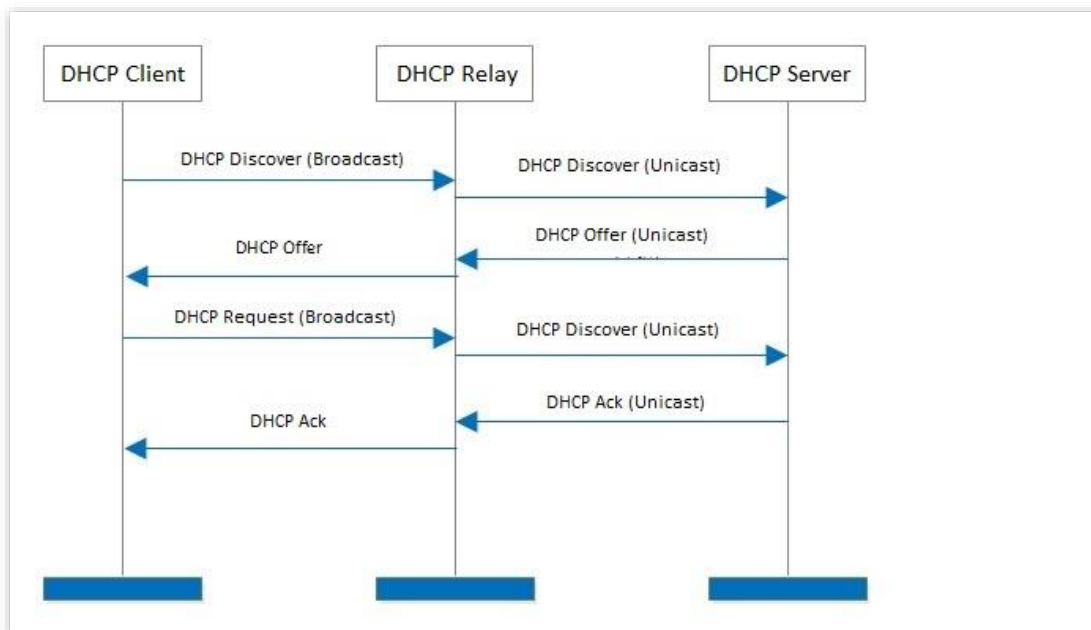 DHCP Client
DHCP Relay
DHCP Server
DHCP Discover (Broadcast)
DHCP Discover (Unicast)
DHCP Offer (Unicast)
DHCP Offer
DHCP Request (Broadcast)
DHCP Discover (Unicast)
DHCP Ack (Unicast)
DHCP Ack